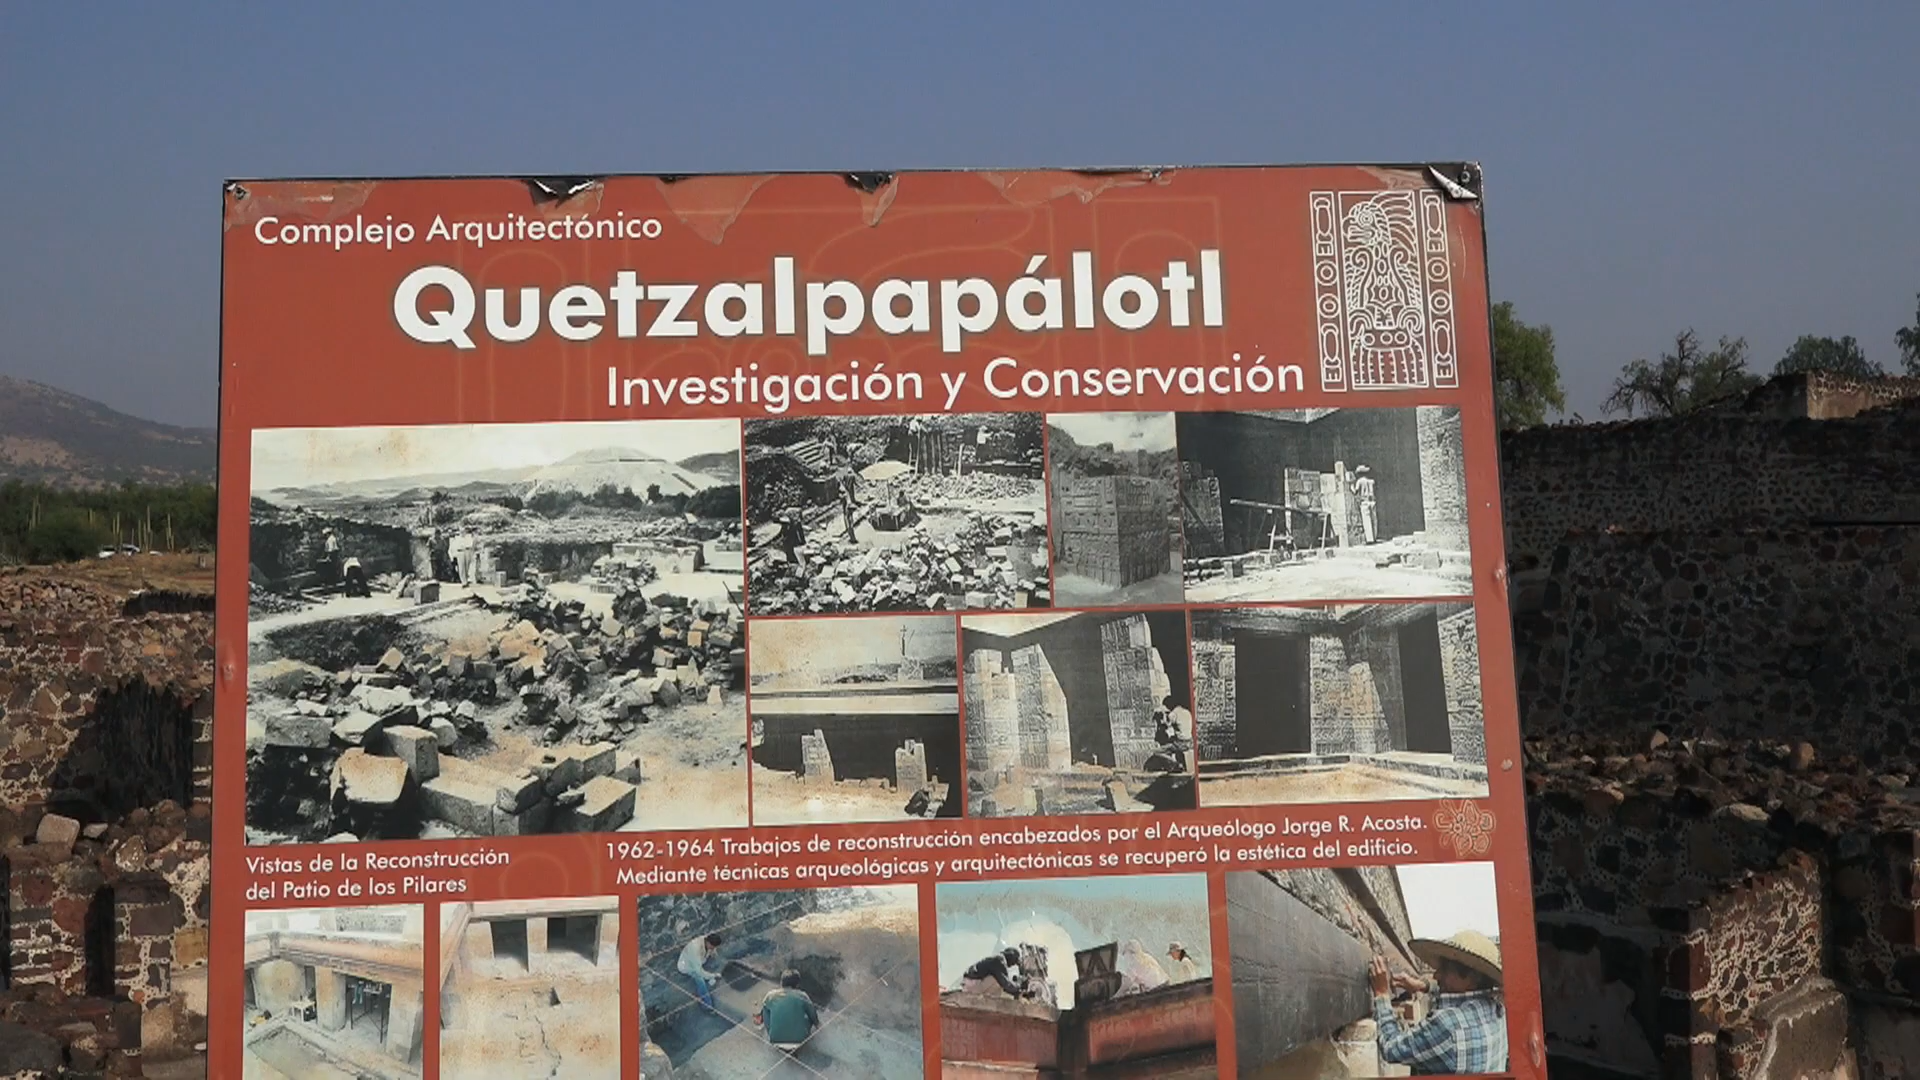 Complejo Arquitectónico
Quetzalpapálotl
Investigación y Conservación
Vistas de la Reconstrucción
del Patio de los Pilares
1962-1964 Trabajos de reconstrucción encabezados por el Arqueólogo Jorge R. Acosta.
Mediante técnicas arqueológicas y arquitectónicas se recuperó la estética del edificio.